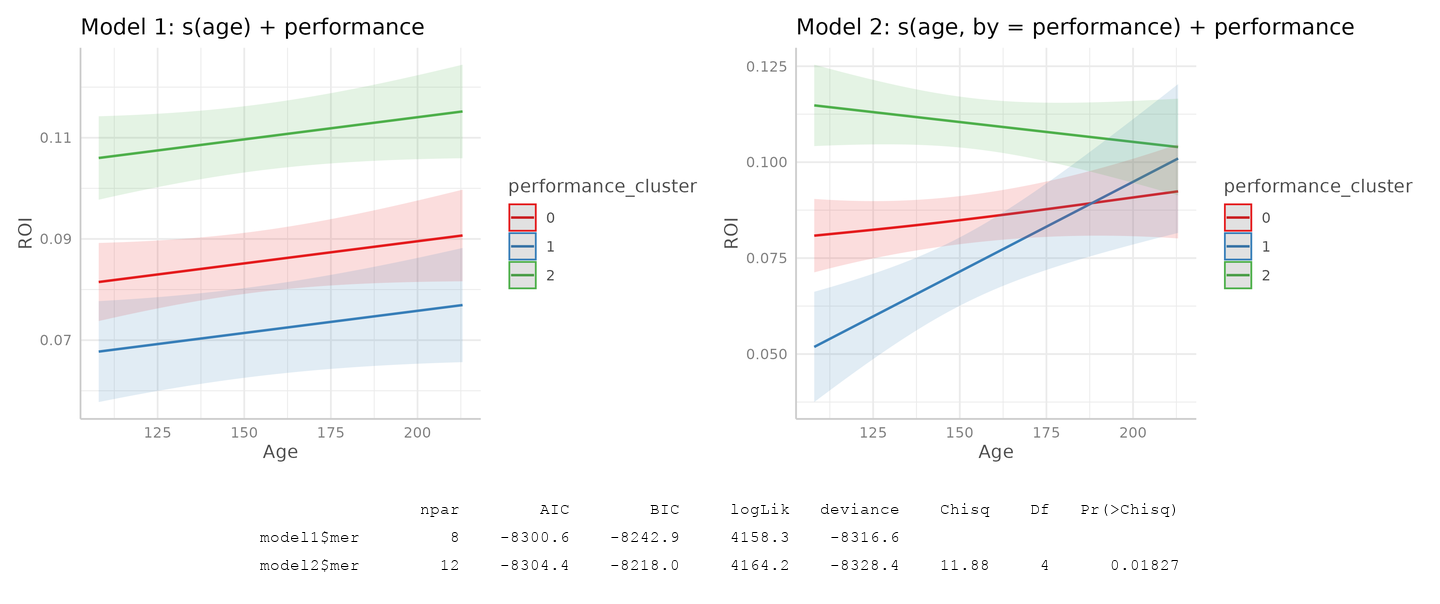 Model 1: s(age) + performance
0.11
0.09
0.07
ROI
125 150 175 200
Age
performance_cluster
0
1
2
Model 2: s(age, by = performance) + performance
0.125
0.100
0.075
0.050
ROI
125 150 175 200
Age
performance_cluster
0
1
2
npar AIC BIC logLik deviance Chisq Df Pr(>Chisq)
model1$mer 8 -8300.6 -8242.9 4158.3 -8316.6
model2$mer 12 -8304.4 -8218.0 4164.2 -8328.4 11.88 4 0.01827